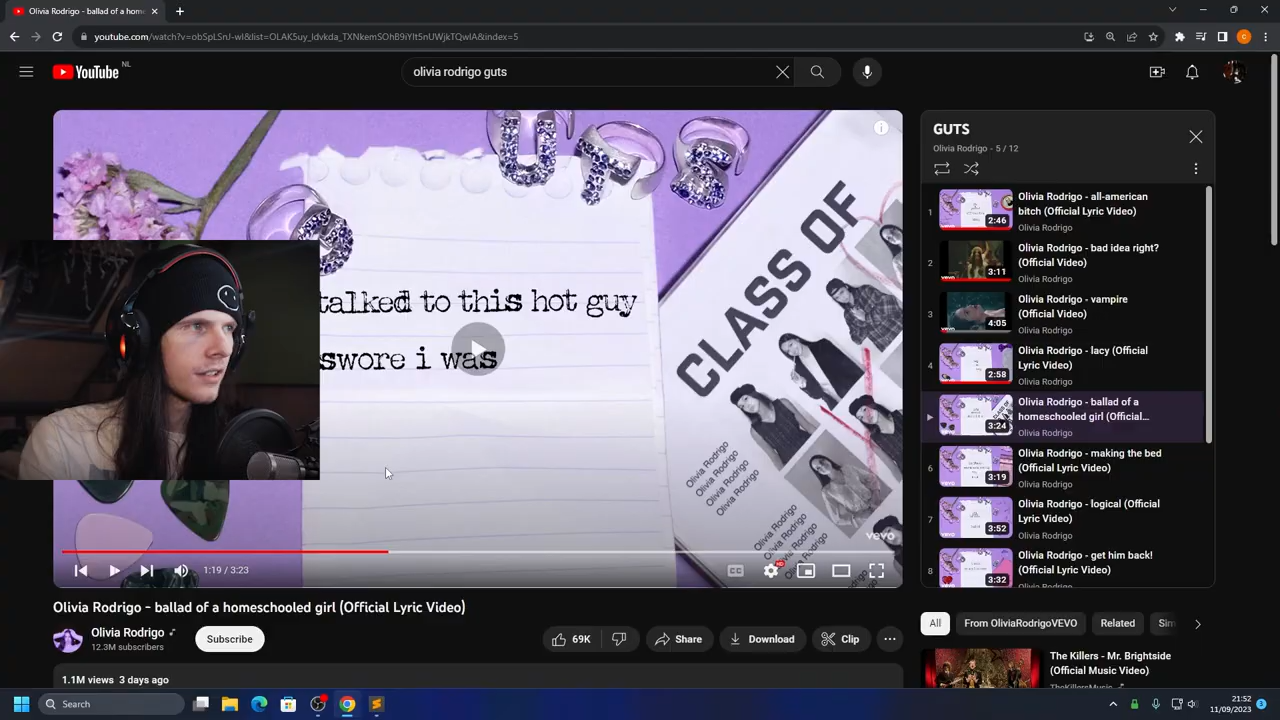 Olivia Rodrigo - ballad of a hom
youtube.com/watch?v=obSpLSnJ-wI&list=OLAK5uy_ldvkda_TXNkemSOhB9iYlt5nUWjkTQwIA&index=5
YouTube NL
olivia rodrigo guts
UTS
CLASS OF
talked to this hot guy
swore i was
Olivia Rodrigo
Olivia Rodrigo
Olivia Rodrigo
Olivia Rodrigo
Olivia Rodrigo
Olivia Rodrigo
Olivia Rodrigo
vevo
1:19 / 3:23
CC
HD
Olivia Rodrigo - ballad of a homeschooled girl (Official Lyric Video)
Olivia Rodrigo
12.3M subscribers
Subscribe
69K
Share
Download
Clip
1.1M views 3 days ago
GUTS
Olivia Rodrigo - 5 / 12
1
2:46
Olivia Rodrigo - all-american
bitch (Official Lyric Video)
Olivia Rodrigo
2
3:11
Olivia Rodrigo - bad idea right?
(Official Video)
Olivia Rodrigo
3
4:05
Olivia Rodrigo - vampire
(Official Video)
Olivia Rodrigo
4
2:58
Olivia Rodrigo - lacy (Official
Lyric Video)
Olivia Rodrigo
3:24
Olivia Rodrigo - ballad of a
homeschooled girl (Official...
Olivia Rodrigo
6
3:19
Olivia Rodrigo - making the bed
(Official Lyric Video)
Olivia Rodrigo
7
3:52
Olivia Rodrigo - logical (Official
Lyric Video)
Olivia Rodrigo
8
3:32
Olivia Rodrigo - get him back!
(Official Video)
All
From OliviaRodrigoVEVO
Related
Sim
The Killers - Mr. Brightside
(Official Music Video)
TheKillersMusic
Search
21:52
11/09/2023